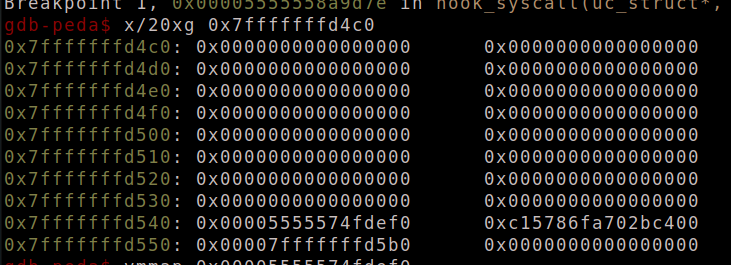 Breakpoint 1, 0x00005555558a9d7e in hook_syscall(uc_struct*,
gdb-peda$ x/20xg 0x7fffffffd4c0
0x7fffffffd4c0: 0x0000000000000000 0x0000000000000000
0x7fffffffd4d0: 0x0000000000000000 0x0000000000000000
0x7fffffffd4e0: 0x0000000000000000 0x0000000000000000
0x7fffffffd4f0: 0x0000000000000000 0x0000000000000000
0x7fffffffd500: 0x0000000000000000 0x0000000000000000
0x7fffffffd510: 0x0000000000000000 0x0000000000000000
0x7fffffffd520: 0x0000000000000000 0x0000000000000000
0x7fffffffd530: 0x0000000000000000 0x0000000000000000
0x7fffffffd540: 0x00005555574fdef0 0xc15786fa702bc400
0x7fffffffd550: 0x00007fffffffd5b0 0x0000000000000000
gdb-peda$ vmmap 0x00005555574fdef0